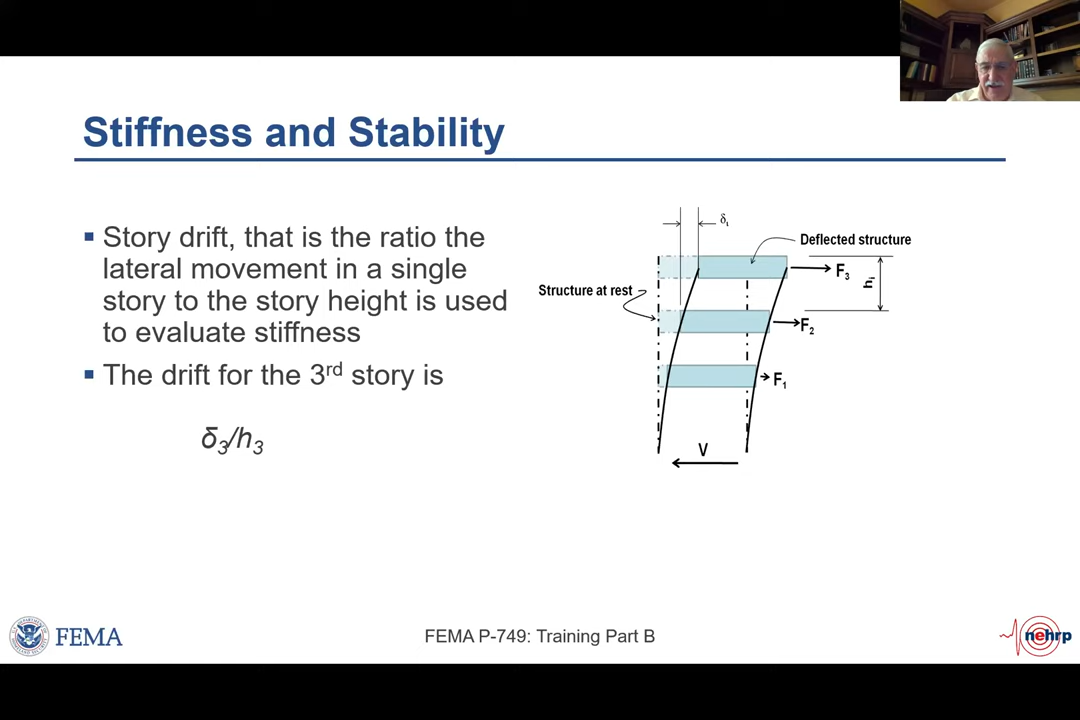 Stiffness and Stability
▪ Story drift, that is the ratio the
lateral movement in a single
story to the story height is used
to evaluate stiffness
▪ The drift for the 3rd story is
δ3/h3
δi
Deflected structure
F3
hi
Structure at rest
F2
F1
V
FEMA
FEMA P-749: Training Part B
nehrp